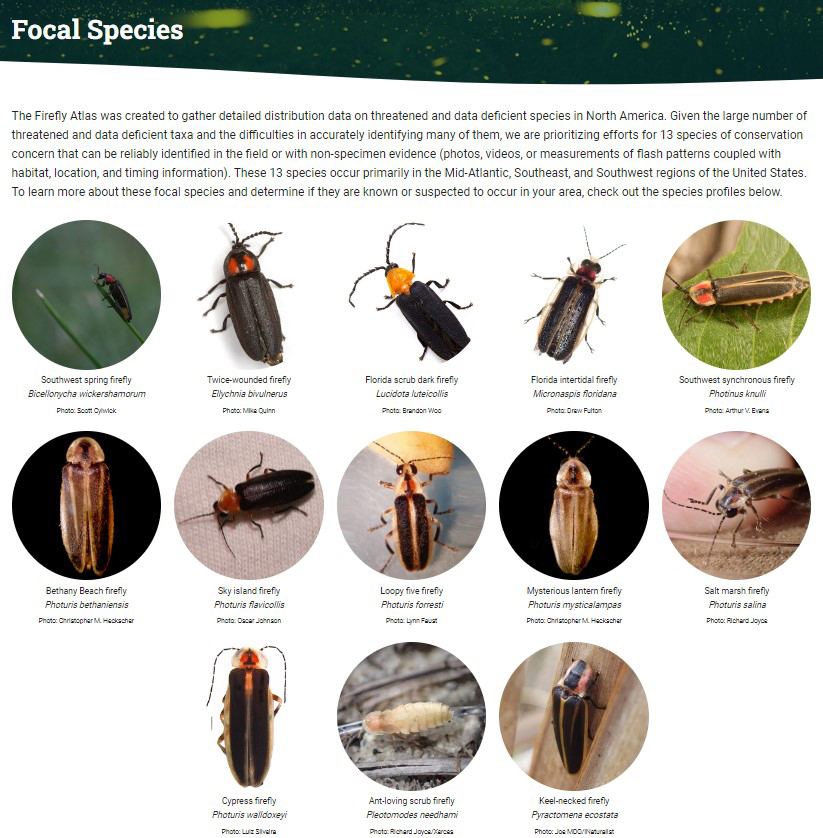 Focal Species
The Firefly Atlas was created to gather detailed distribution data on threatened and data deficient species in North America. Given the large number of
threatened and data deficient taxa and the difficulties in accurately identifying many of them, we are prioritizing efforts for 13 species of conservation
concern that can be reliably identified in the field or with non-specimen evidence (photos, videos, or measurements of flash patterns coupled with
habitat, location, and timing information). These 13 species occur primarily in the Mid-Atlantic, Southeast, and Southwest regions of the United States.
To learn more about these focal species and determine if they are known or suspected to occur in your area, check out the species profiles below.
Southwest spring firefly
Bicellonycha wickershamorum
Photo: Scott Cylwick
Twice-wounded firefly
Ellychnia bivulnerus
Photo: Mike Quinn
Florida scrub dark firefly
Lucidota luteicollis
Photo: Brandon Woo
Florida intertidal firefly
Micronaspis floridana
Photo: Drew Fulton
Southwest synchronous firefly
Photinus knulli
Photo: Arthur V. Evans
Bethany Beach firefly
Photuris bethaniensis
Photo: Christopher M. Heckscher
Sky island firefly
Photuris flavicollis
Photo: Oscar Johnson
Loopy five firefly
Photuris forresti
Photo: Lynn Faust
Mysterious lantern firefly
Photuris mysticalampas
Photo: Christopher M. Heckscher
Salt marsh firefly
Photuris salina
Photo: Richard Joyce
Cypress firefly
Photuris walldoxeyi
Photo: Luiz Silveira
Ant-loving scrub firefly
Pleotomodes needhami
Photo: Richard Joyce/Xerces
Keel-necked firefly
Pyractomena ecostata
Photo: Joe MDO/iNaturalist